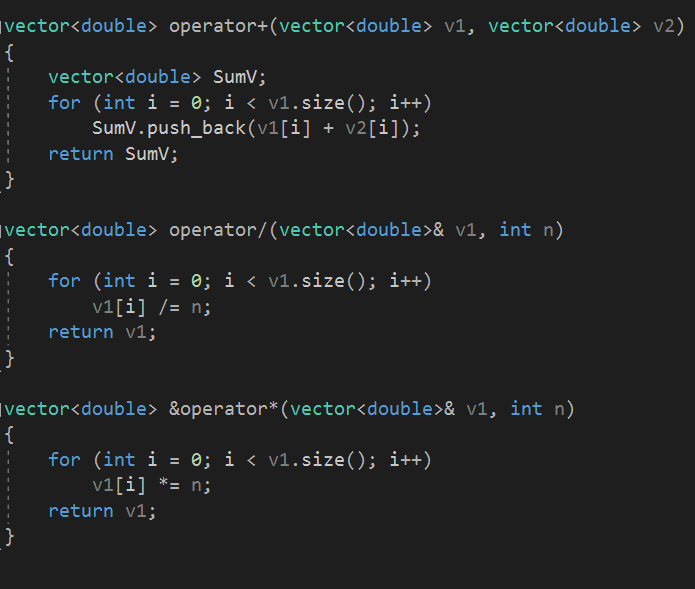 vector<double> operator+(vector<double> v1, vector<double> v2)
{
    vector<double> SumV;
    for (int i = 0; i < v1.size(); i++)
        SumV.push_back(v1[i] + v2[i]);
    return SumV;
}
vector<double> operator/(vector<double>& v1, int n)
{
    for (int i = 0; i < v1.size(); i++)
        v1[i] /= n;
    return v1;
}
vector<double> &operator*(vector<double>& v1, int n)
{
    for (int i = 0; i < v1.size(); i++)
        v1[i] *= n;
    return v1;
}